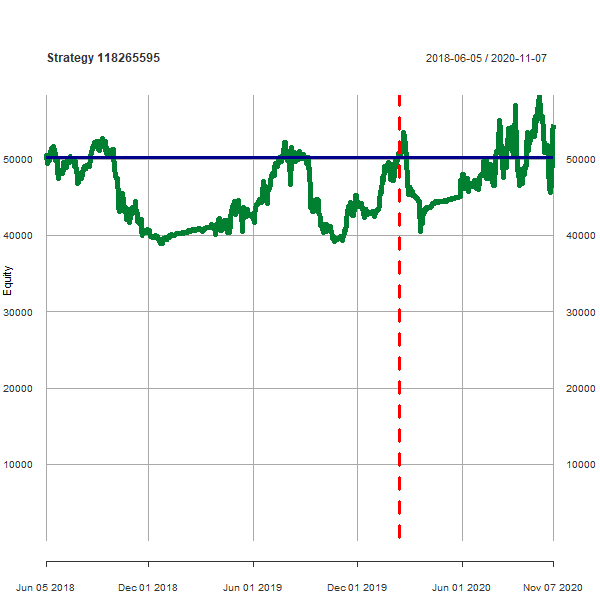 Strategy 118265595
2018-06-05 / 2020-11-07
50000
50000
40000
40000
Equity
30000
30000
20000
20000
10000
10000
Jun 05 2018
Dec 01 2018
Jun 01 2019
Dec 01 2019
Jun 01 2020
Nov 07 2020